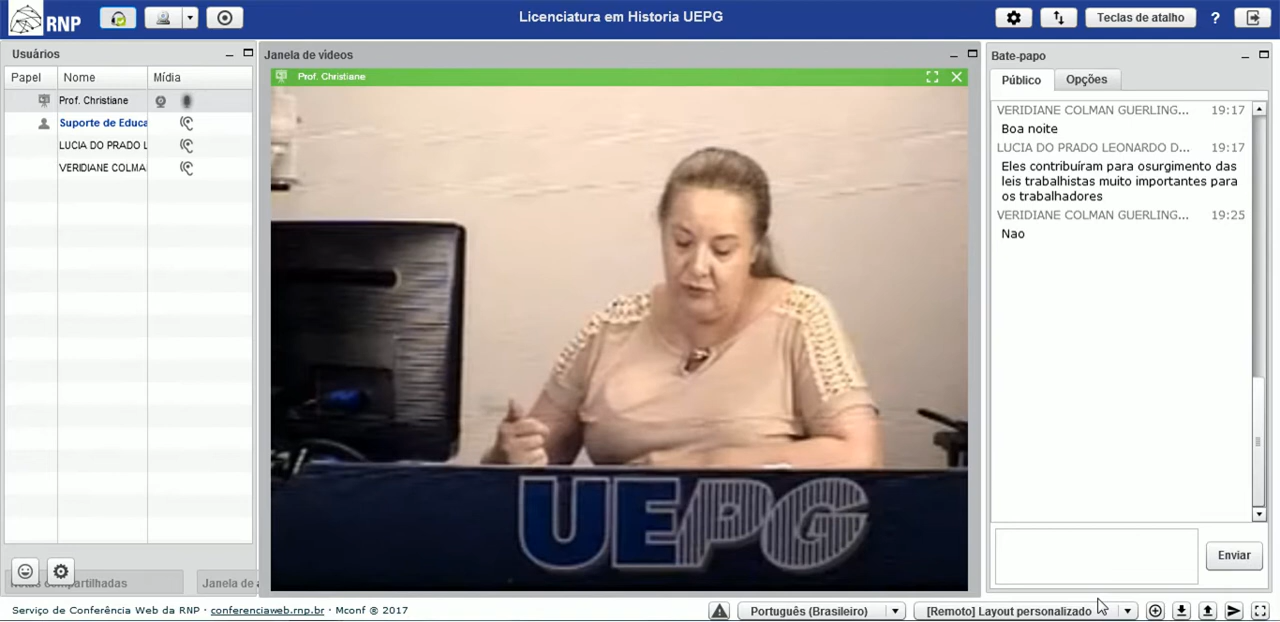 RNP
Licenciatura em Historia UEPG
Teclas de atalho
?
Usuários
Papel Nome Mídia
Prof. Christiane
Suporte de Educa
LUCIA DO PRADO L
VERIDIANE COLMA
Janela de vídeos
Prof. Christiane
UEPG
Bate-papo
Público Opções
VERIDIANE COLMAN GUERLING... 19:17
Boa noite
LUCIA DO PRADO LEONARDO D... 19:17
Eles contribuíram para osurgimento das
leis trabalhistas muito importantes para
os trabalhadores
VERIDIANE COLMAN GUERLING... 19:25
Nao
Enviar
Notas compartilhadas
Janela de a
Serviço de Conferência Web da RNP · conferenciaweb.rnp.br · Mconf © 2017
Português (Brasileiro)
[Remoto] Layout personalizado